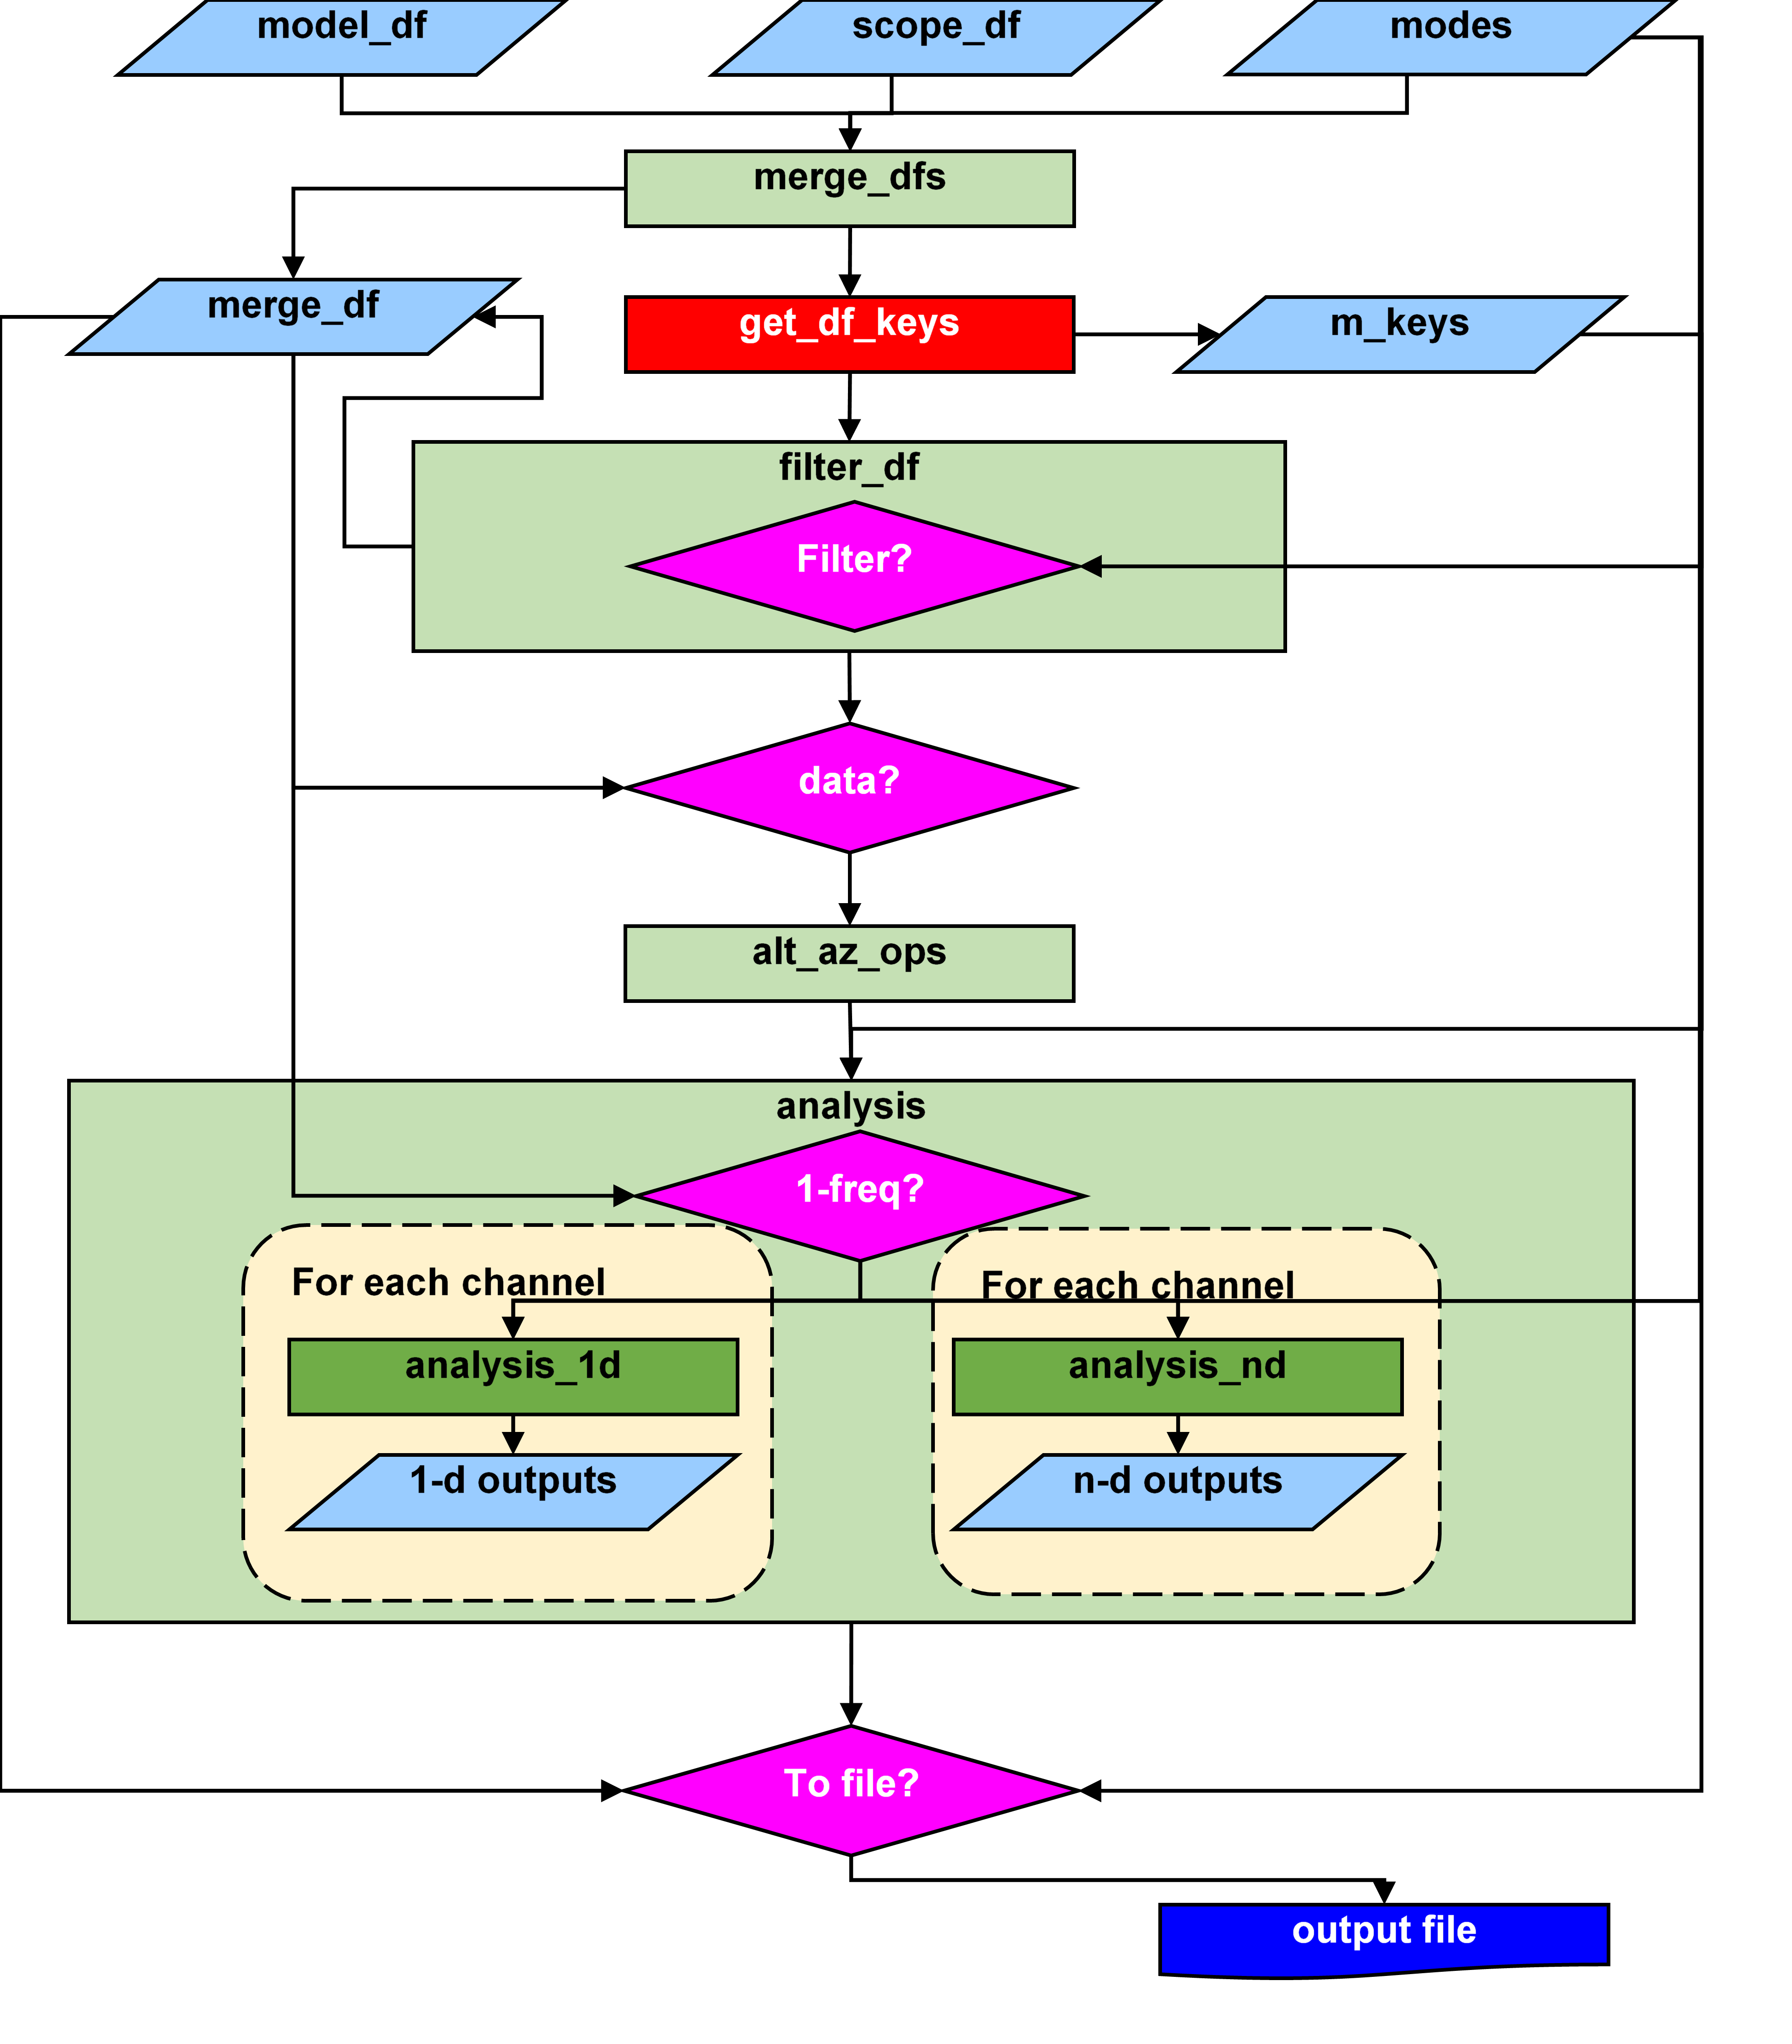 model_df
scope_df
modes
merge_dfs
merge_df
get_df_keys
m_keys
filter_df
Filter?
data?
alt_az_ops
analysis
1-freq?
For each channel
For each channel
analysis_1d
analysis_nd
1-d outputs
n-d outputs
To file?
output file